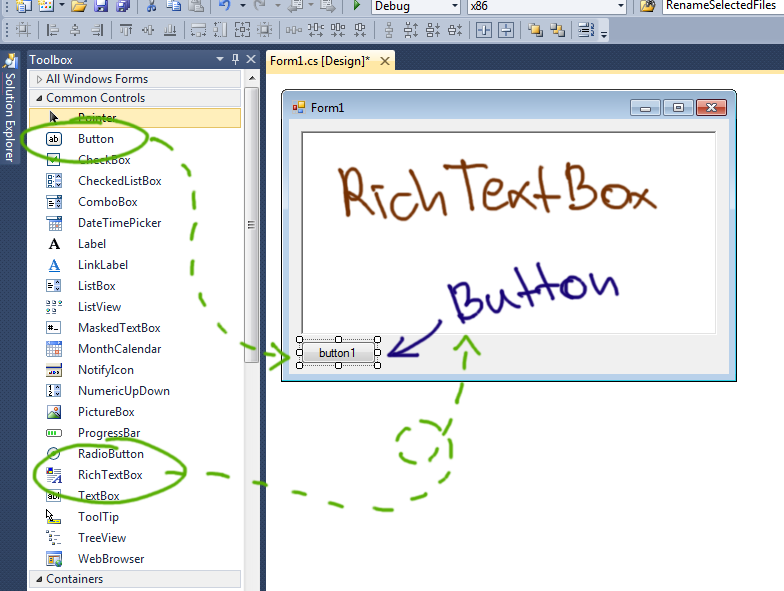 Debug x86 RenameSelectedFiles
Toolbox
Form1.cs [Design]*
Solution Explorer
All Windows Forms
Common Controls
Pointer
Button
CheckBox
CheckedListBox
ComboBox
DateTimePicker
Label
LinkLabel
ListBox
ListView
MaskedTextBox
MonthCalendar
NotifyIcon
NumericUpDown
PictureBox
ProgressBar
RadioButton
RichTextBox
TextBox
ToolTip
TreeView
WebBrowser
Containers
Form1
RichTextBox
Button
button1